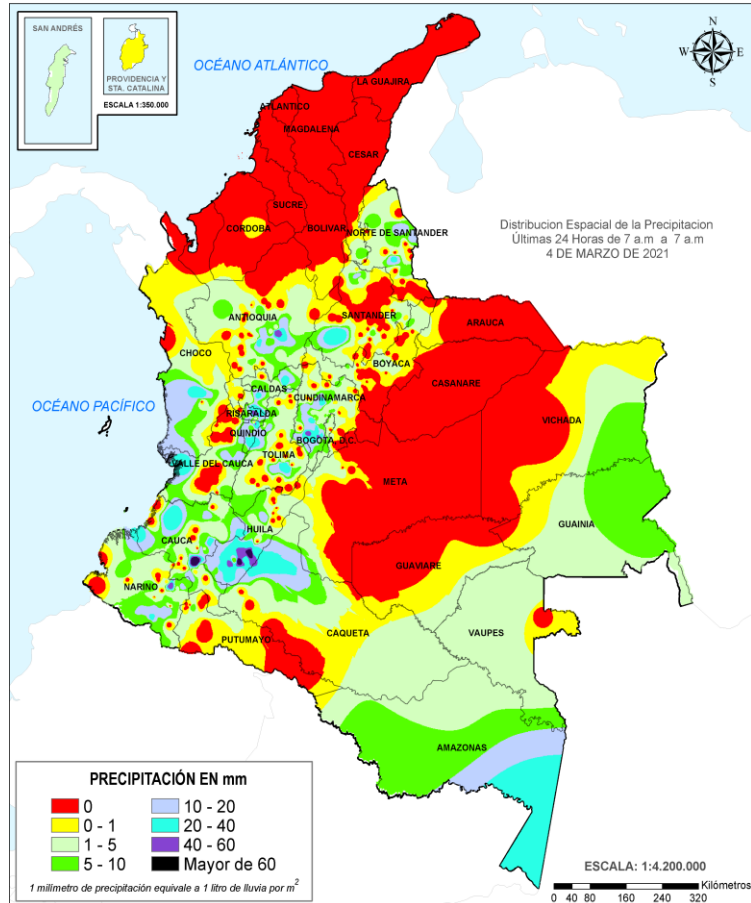 SAN ANDRÉS
PROVIDENCIA Y
STA. CATALINA
ESCALA 1:350.000
OCÉANO ATLÁNTICO
N
W
E
S
LA GUAJIRA
ATLANTICO
MAGDALENA
CESAR
SUCRE
CORDOBA
BOLIVAR
NORTE DE SANTANDER
Distribucion Espacial de la Precipitacion
Últimas 24 Horas de 7 a.m a 7 a.m
4 DE MARZO DE 2021
ANTIOQUIA
SANTANDER
ARAUCA
CHOCO
BOYACA
CASANARE
CALDAS
CUNDINAMARCA
OCÉANO PACÍFICO
RISARALDA
VICHADA
QUINDIO
BOGOTA, D.C.
TOLIMA
VALLE DEL CAUCA
META
GUAINIA
HUILA
CAUCA
GUAVIARE
NARINO
CAQUETA
VAUPES
PUTUMAYO
AMAZONAS
PRECIPITACIÓN EN mm
0
10 - 20
0 - 1
20 - 40
1 - 5
40 - 60
5 - 10
Mayor de 60
1 milímetro de precipitación equivale a 1 litro de lluvia por m²
ESCALA: 1:4.200.000
Kilómetros
0 40 80 160 240 320